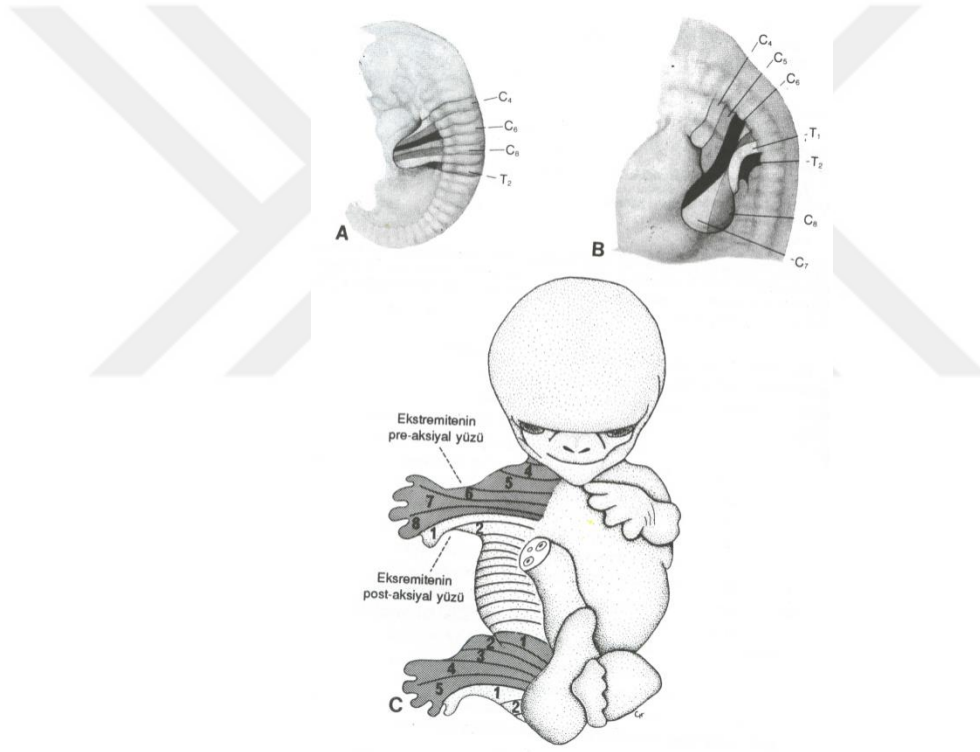 C₄
C₆
C₈
T₂
A
C₄
C₅
C₆
T₁
T₂
C₈
C₇
B
Ekstremitenin
pre-aksiyal yüzü
4
5
6
7
8
1
2
Eksremitenin
post-aksiyal yüzü
1
2
3
4
5
1
2
C